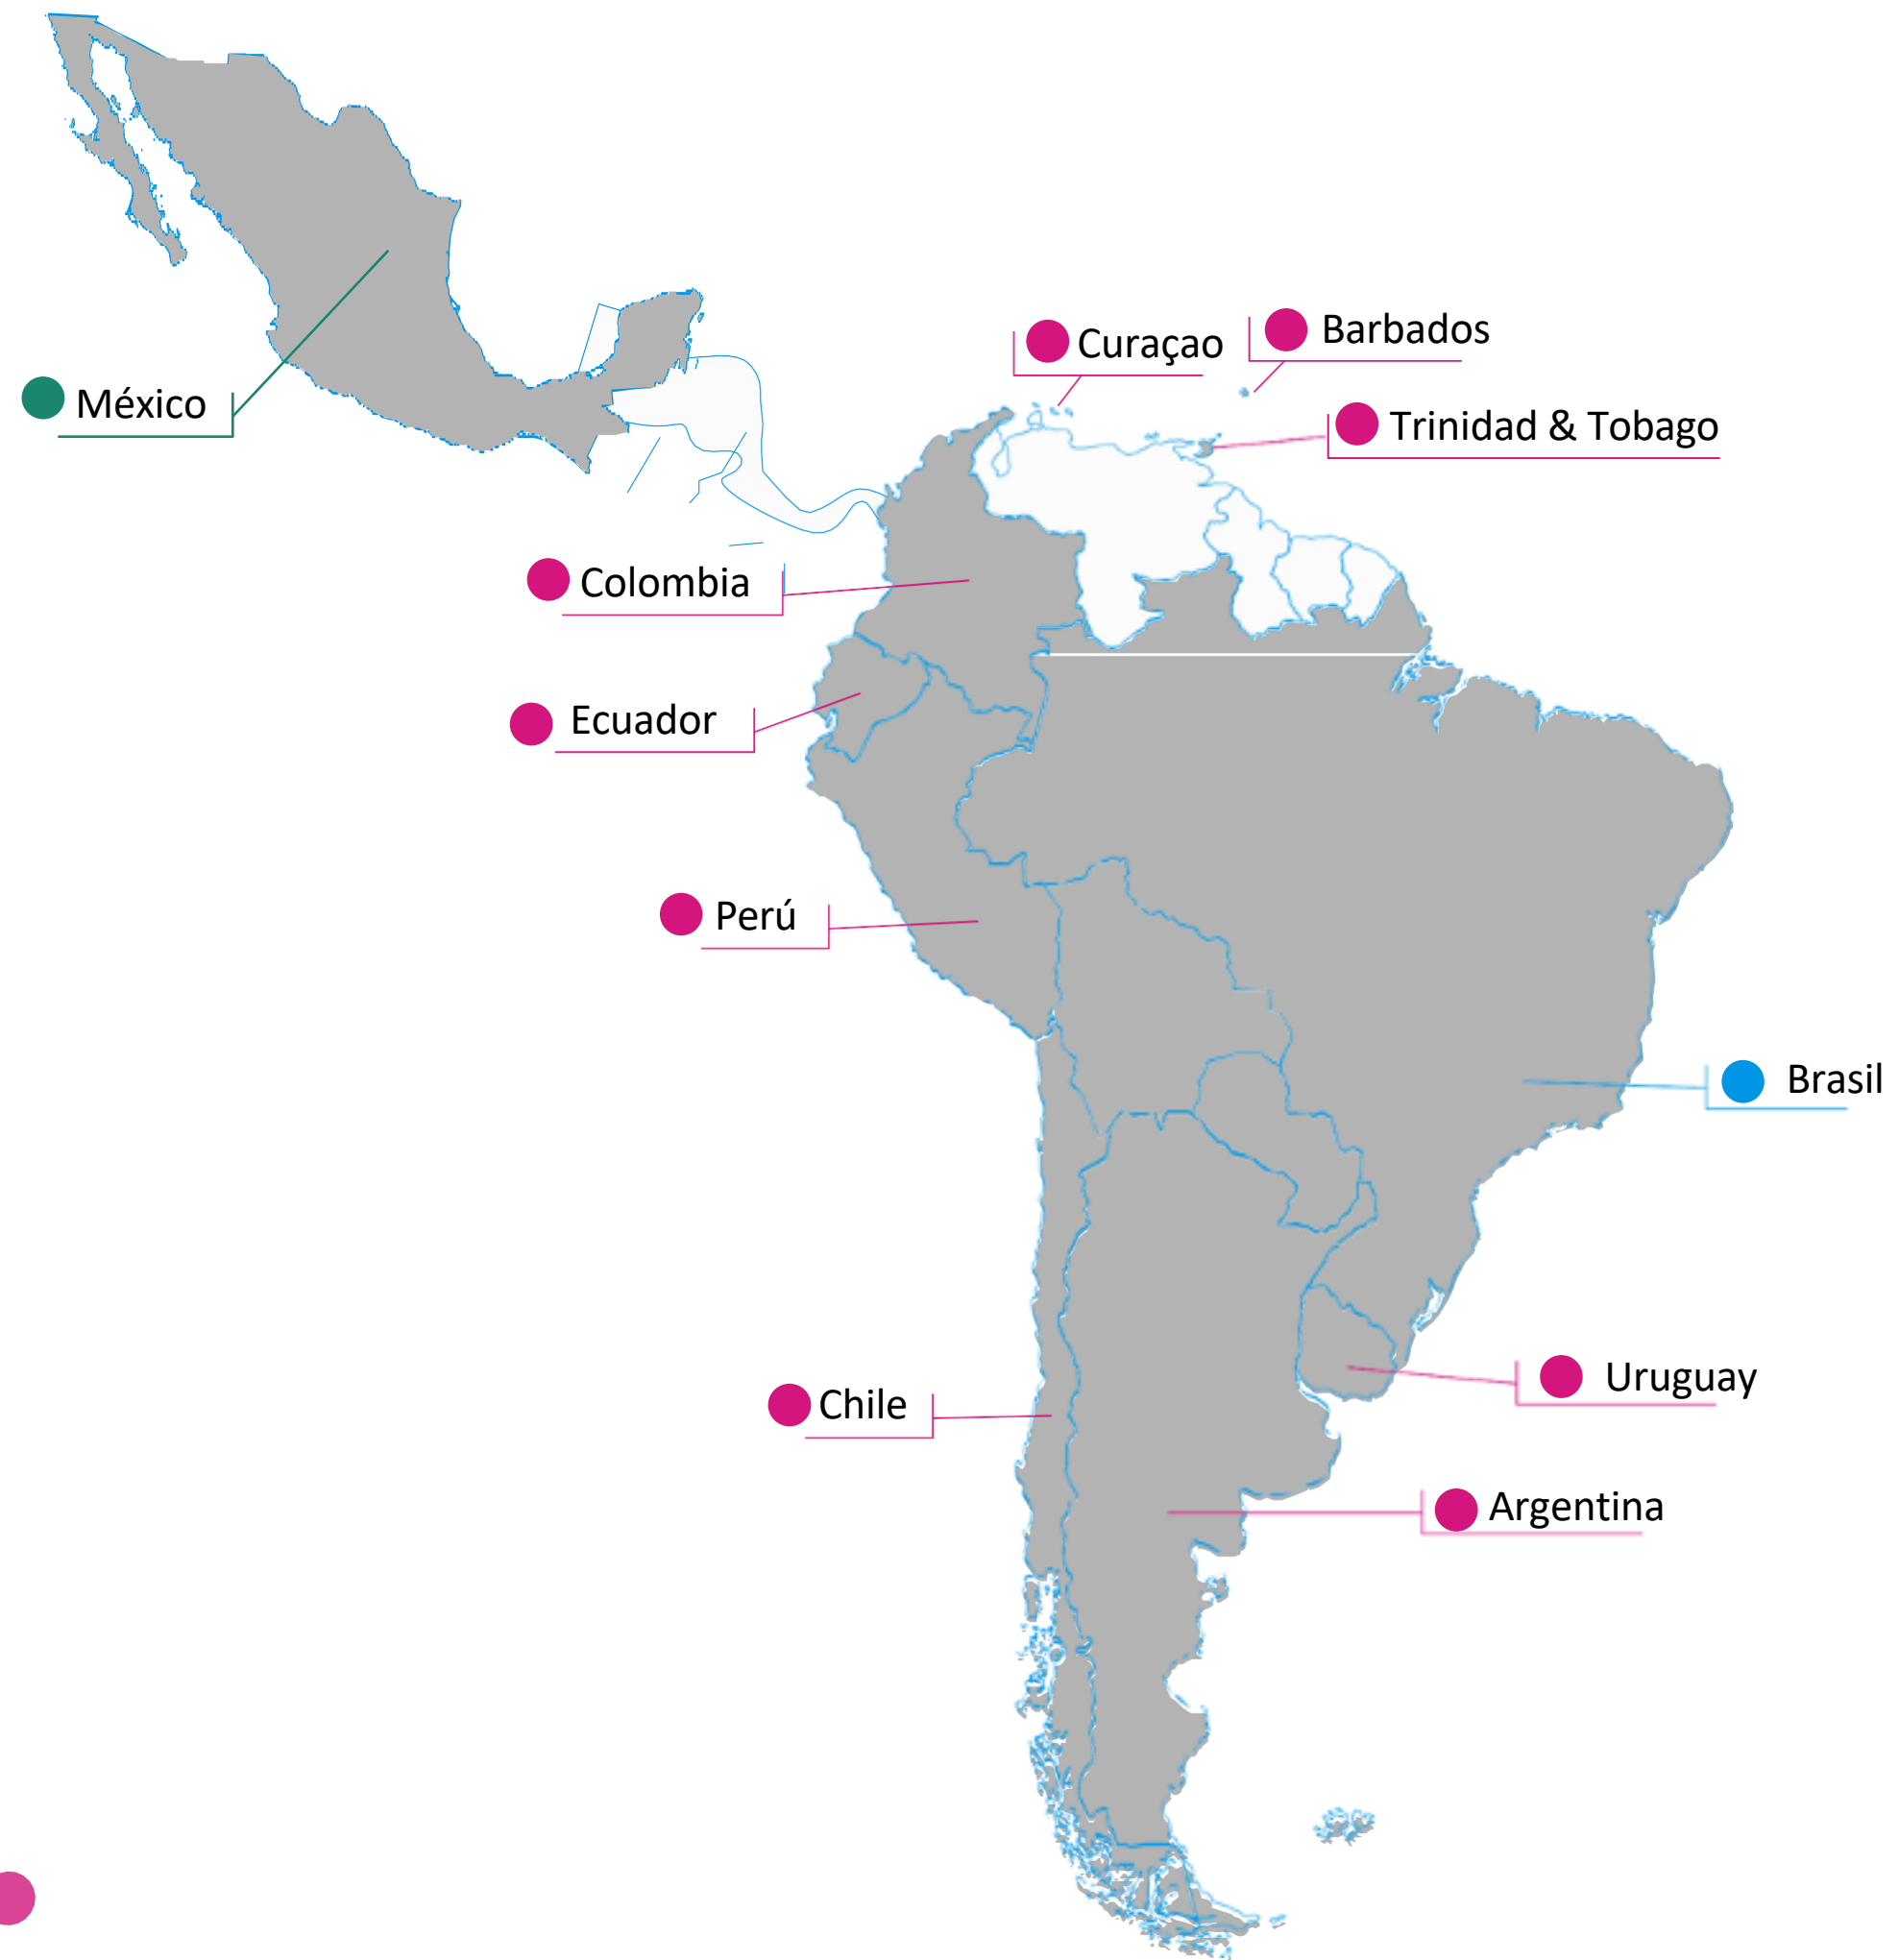 Curaçao
Barbados
México
Trinidad & Tobago
Colombia
Ecuador
Perú
Brasil
Uruguay
Chile
Argentina